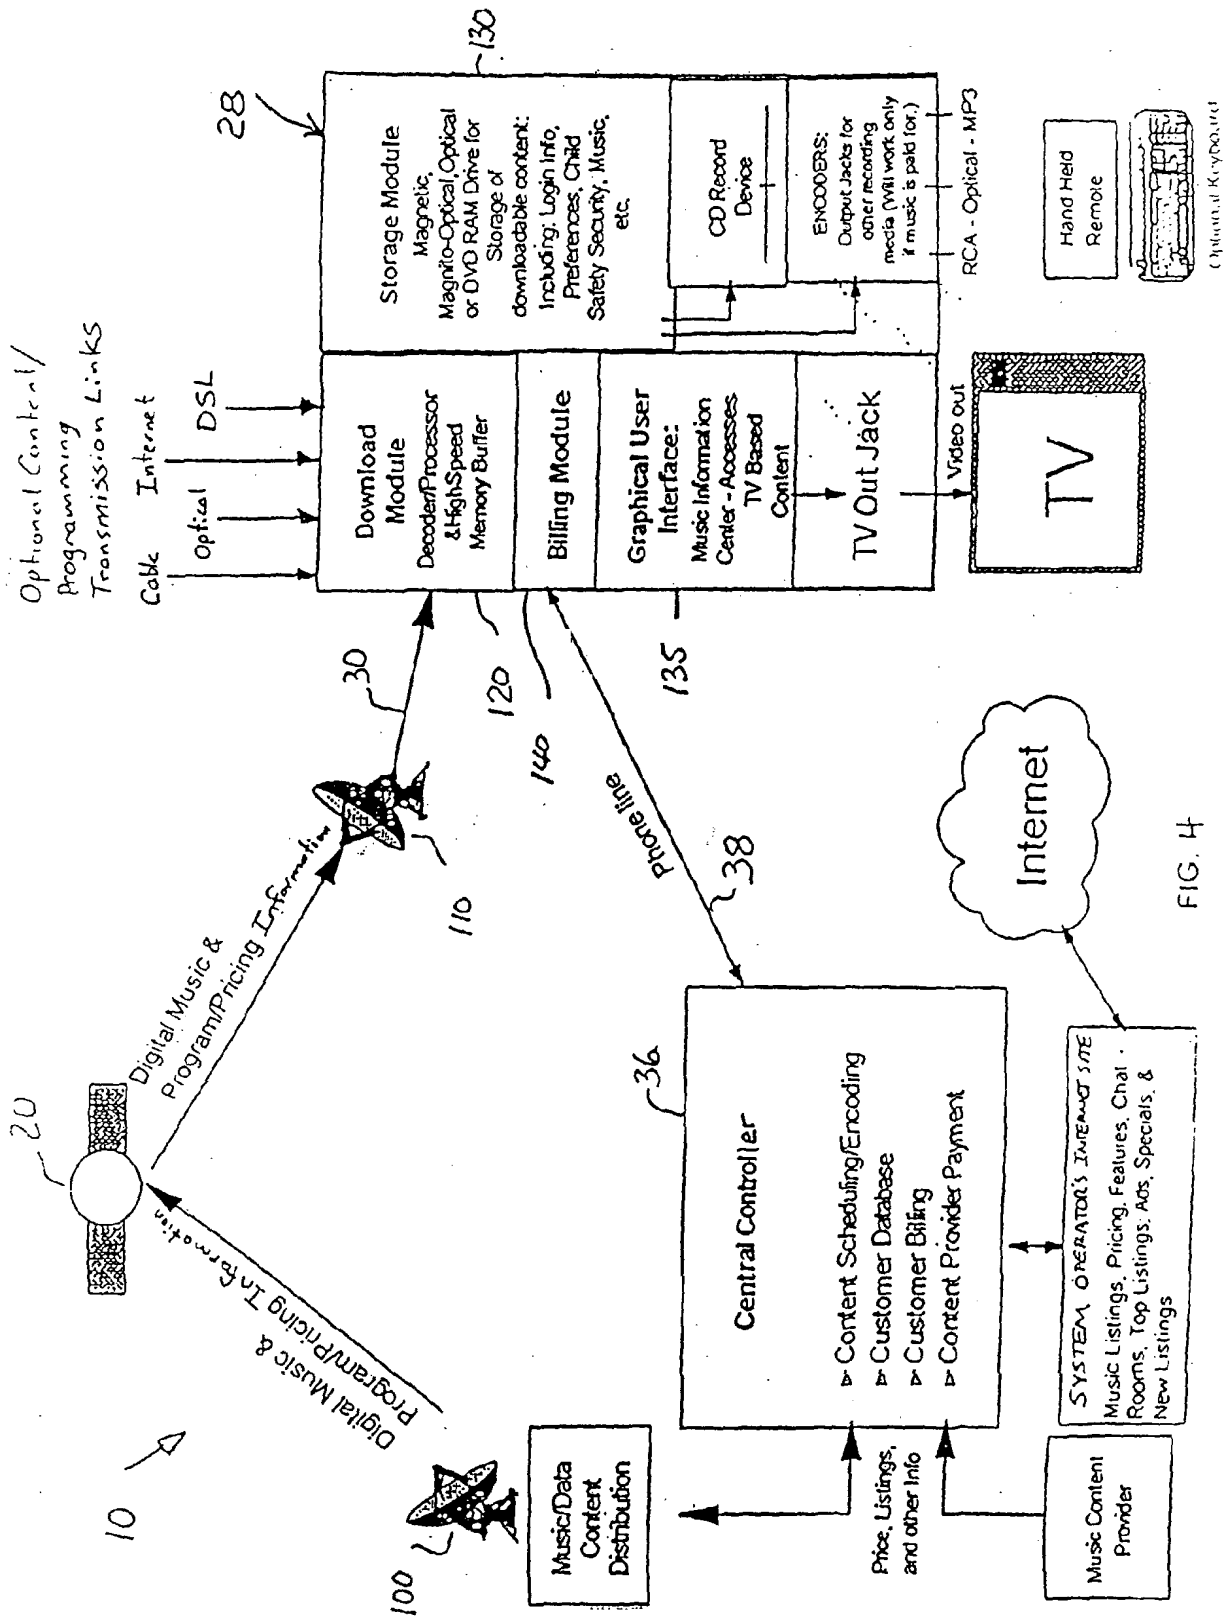 10
20
Digital Music &
Program/Pricing Information
Digital Music &
Program/Pricing Information
100
110
30
Music/Data
Content
Distribution
Optional Content/
Programming
Transmission Links
Cable
Optical
Internet
DSL
28
130
Download
Module
Decoder/Processor
& High Speed
Memory Buffer
120
140
Billing Module
Graphical User
Interface:
Music Information
Center - Accesses
TV Based
Content
135
TV Out Jack
Video out
TV
Storage Module
Magnetic,
Magnito-Optical, Optical
or DVD RAM Drive for
Storage of
downloadable content:
Including: Login Info,
Preferences, Child
Safety Security, Music,
etc.
CD Record
Device
ENCODERS:
Output Jacks for
other recording
media (Will work only
if music is paid for.)
RCA - Optical - MP3
Hand Held
Remote
Optional Keyboard
Phone line
38
36
Central Controller
▹ Content Scheduling/Encoding
▹ Customer Database
▹ Customer Billing
▹ Content Provider Payment
Price, Listings,
and other Info
Music Content
Provider
SYSTEM OPERATOR'S INTERNET SITE
Music Listings, Pricing, Features, Chat -
Rooms, Top Listings, Ads, Specials, &
New Listings
Internet
FIG. 4